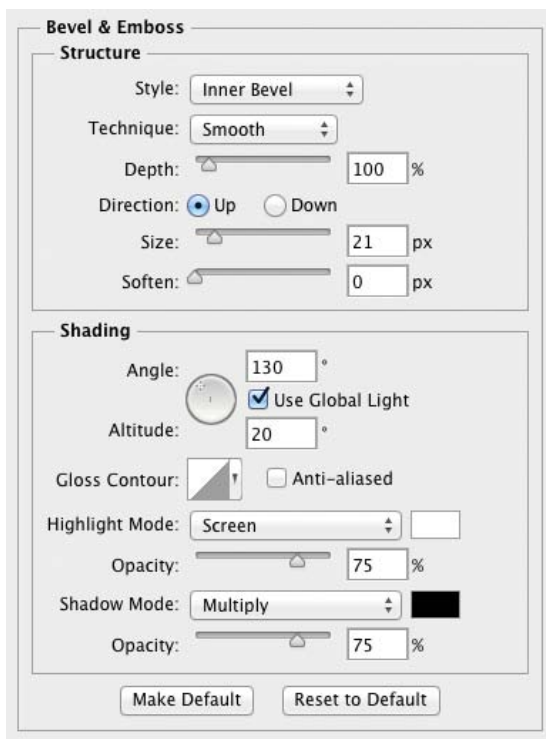 Bevel & Emboss
Structure
Style: Inner Bevel
Technique: Smooth
Depth: 100 %
Direction: Up Down
Size: 21 px
Soften: 0 px
Shading
Angle: 130 °
Use Global Light
Altitude: 20 °
Gloss Contour: Anti-aliased
Highlight Mode: Screen
Opacity: 75 %
Shadow Mode: Multiply
Opacity: 75 %
Make Default Reset to Default